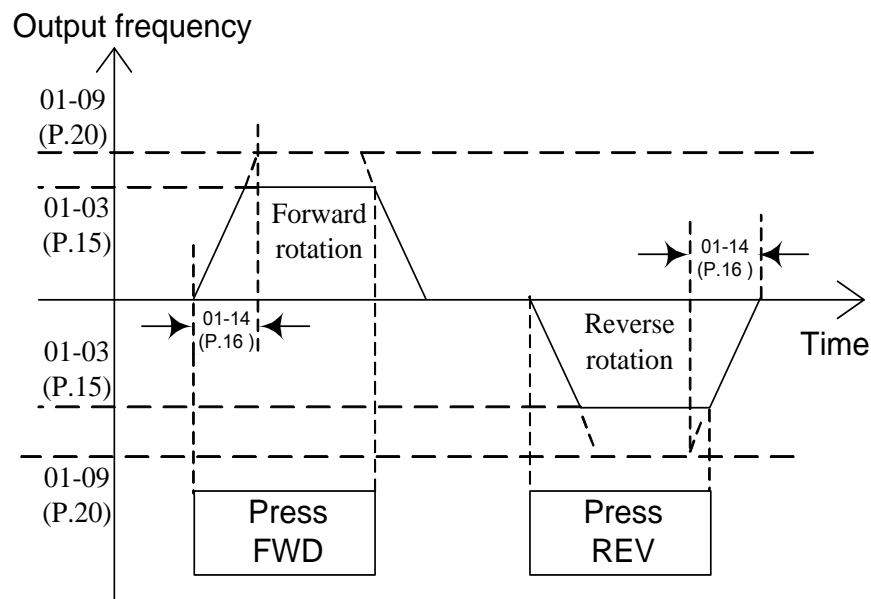 Output frequency
01-09
(P.20)
01-03
(P.15)
Forward
rotation
01-14
(P.16 )
01-14
(P.16 )
Reverse
rotation
Time
01-03
(P.15)
01-09
(P.20)
Press
FWD
Press
REV